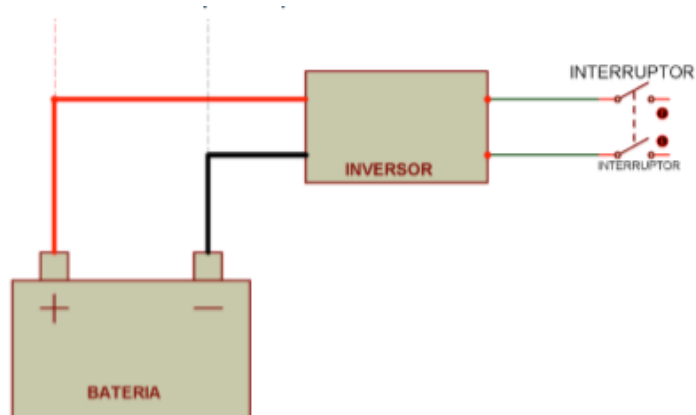 INTERRUPTOR
INVERSOR
INTERRUPTOR
+
—
BATERIA